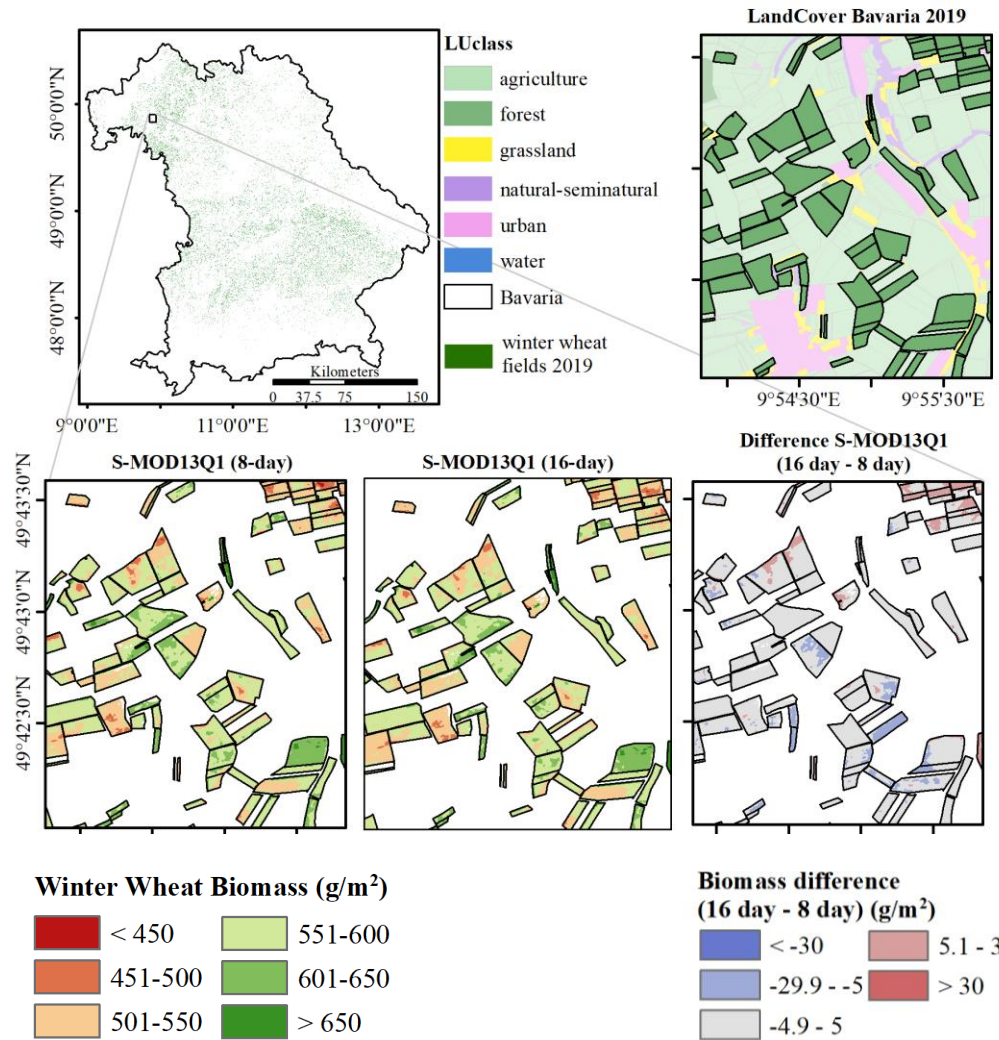 LandCover Bavaria 2019
LUclass
agriculture
forest
grassland
natural-seminatural
urban
water
Bavaria
winter wheat
fields 2019
50°0'0"N
49°0'0"N
48°0'0"N
Kilometers
0 37.5 75 150
9°0'0"E 11°0'0"E 13°0'0"E
9°54'30"E 9°55'30"E
S-MOD13Q1 (8-day)
S-MOD13Q1 (16-day)
Difference S-MOD13Q1
(16 day - 8 day)
49°43'30"N
49°43'0"N
49°42'30"N
Winter Wheat Biomass (g/m²)
< 450
451-500
501-550
551-600
601-650
> 650
Biomass difference
(16 day - 8 day) (g/m²)
< -30
-29.9 - -5
-4.9 - 5
5.1 - 3
> 30